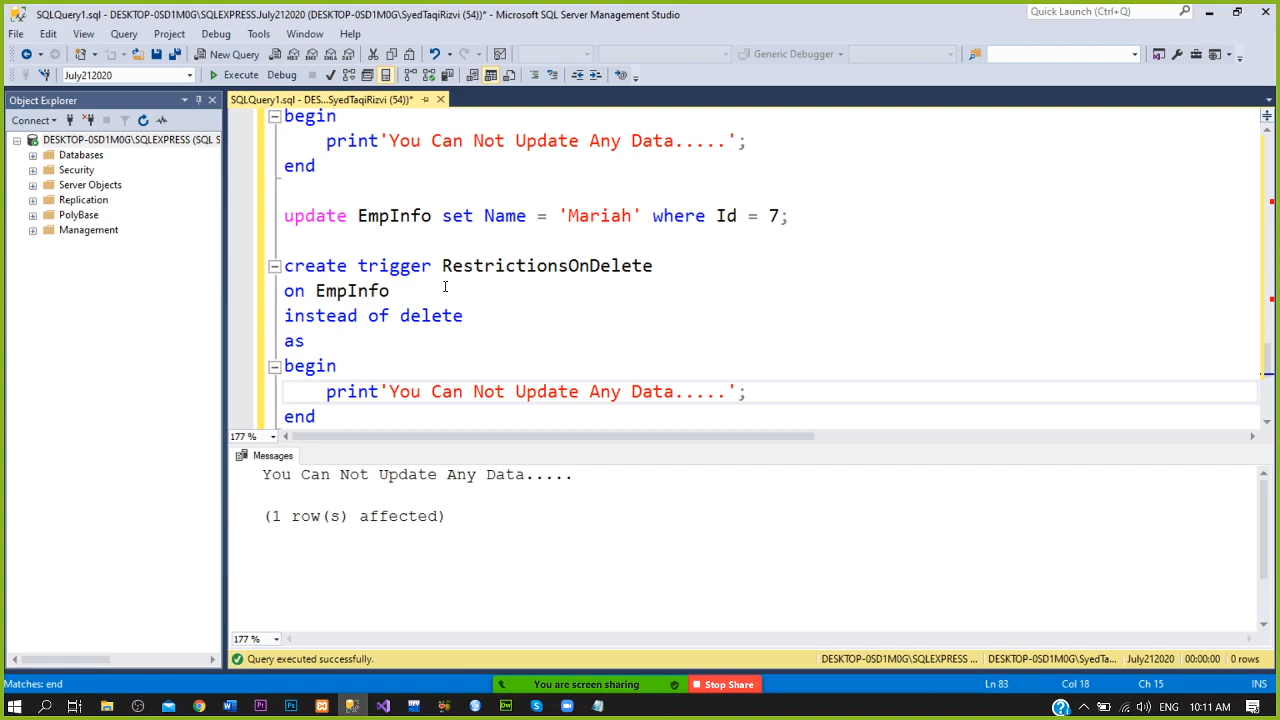 SQLQuery1.sql - DESKTOP-0SD1M0G\SQLEXPRESS.July212020 (DESKTOP-0SD1M0G\SyedTaqiRizvi (54))* - Microsoft SQL Server Management Studio
Quick Launch (Ctrl+Q)
File Edit View Query Project Debug Tools Window Help
New Query
Generic Debugger
July212020
Execute Debug
Object Explorer
SQLQuery1.sql - DES...SyedTaqiRizvi (54))*
Connect
DESKTOP-0SD1M0G\SQLEXPRESS (SQL S
Databases
Security
Server Objects
Replication
PolyBase
Management
begin
print'You Can Not Update Any Data.....';
end
update EmpInfo set Name = 'Mariah' where Id = 7;
create trigger RestrictionsOnDelete
on EmpInfo
instead of delete
as
begin
print'You Can Not Update Any Data.....';
end
177 %
Messages
You Can Not Update Any Data.....
(1 row(s) affected)
177 %
Query executed successfully.
DESKTOP-0SD1M0G\SQLEXPRESS ...
DESKTOP-0SD1M0G\SyedTa...
July212020
00:00:00
0 rows
Matches: end
You are screen sharing
Stop Share
Ln 83
Col 18
Ch 15
INS
ENG
10:11 AM